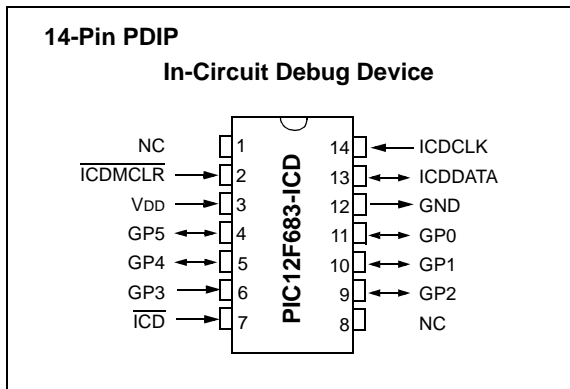 14-Pin PDIP
In-Circuit Debug Device
NC 1 14 ICDCLK
ICDMCLR 2 13 ICDDATA
VDD 3 12 GND
GP5 4 11 GP0
GP4 5 10 GP1
GP3 6 9 GP2
ICD 7 8 NC
PIC12F683-ICD